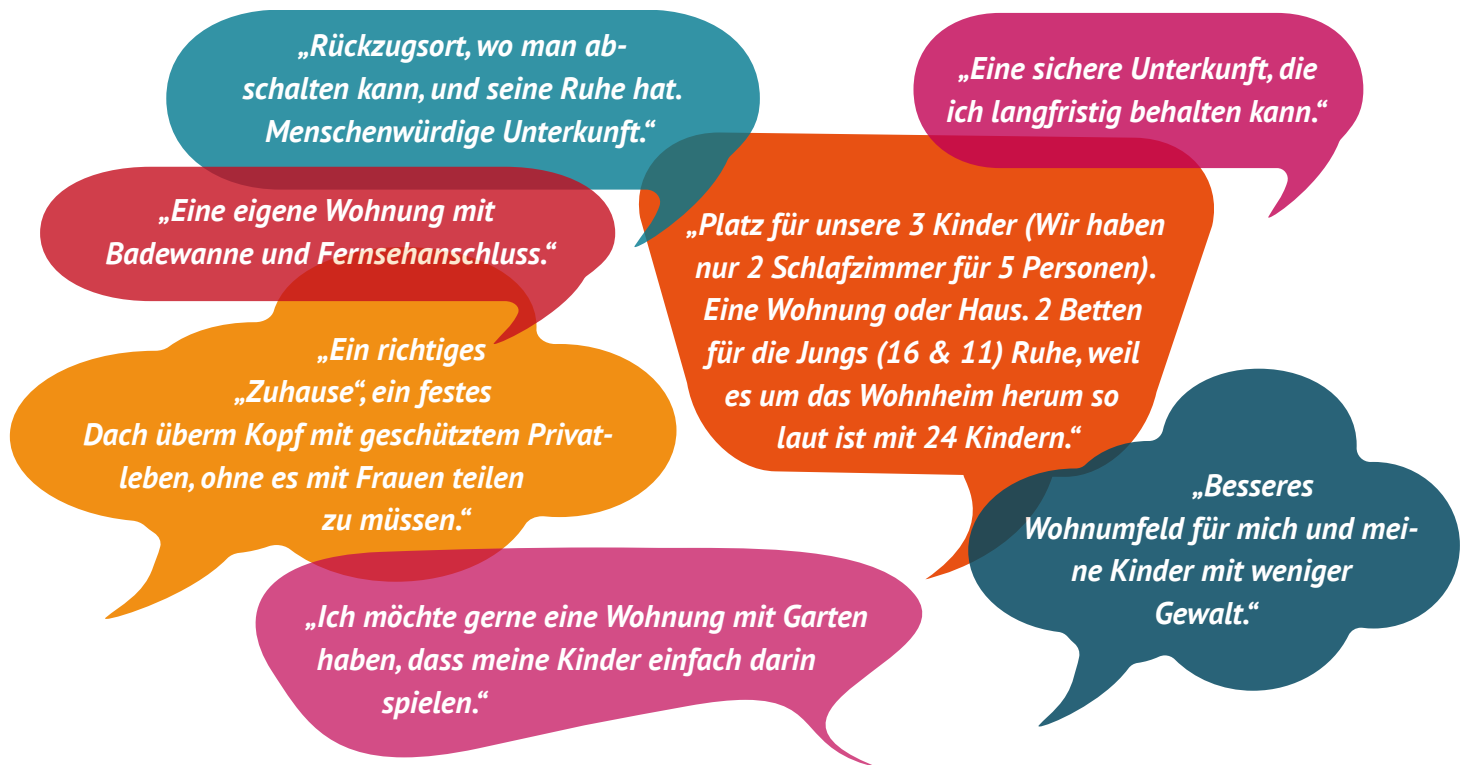 „Rückzugsort, wo man ab-
schalten kann, und seine Ruhe hat.
Menschenwürdige Unterkunft.“
„Eine sichere Unterkunft, die
ich langfristig behalten kann.“
„Eine eigene Wohnung mit
Badewanne und Fernsehanschluss.“
„Platz für unsere 3 Kinder (Wir haben
nur 2 Schlafzimmer für 5 Personen).
Eine Wohnung oder Haus. 2 Betten
für die Jungs (16 & 11) Ruhe, weil
es um das Wohnheim herum so
laut ist mit 24 Kindern.“
„Ein richtiges
„Zuhause“, ein festes
Dach überm Kopf mit geschütztem Privat-
leben, ohne es mit Frauen teilen
zu müssen.“
„Besseres
Wohnumfeld für mich und mei-
ne Kinder mit weniger
Gewalt.“
„Ich möchte gerne eine Wohnung mit Garten
haben, dass meine Kinder einfach darin
spielen.“